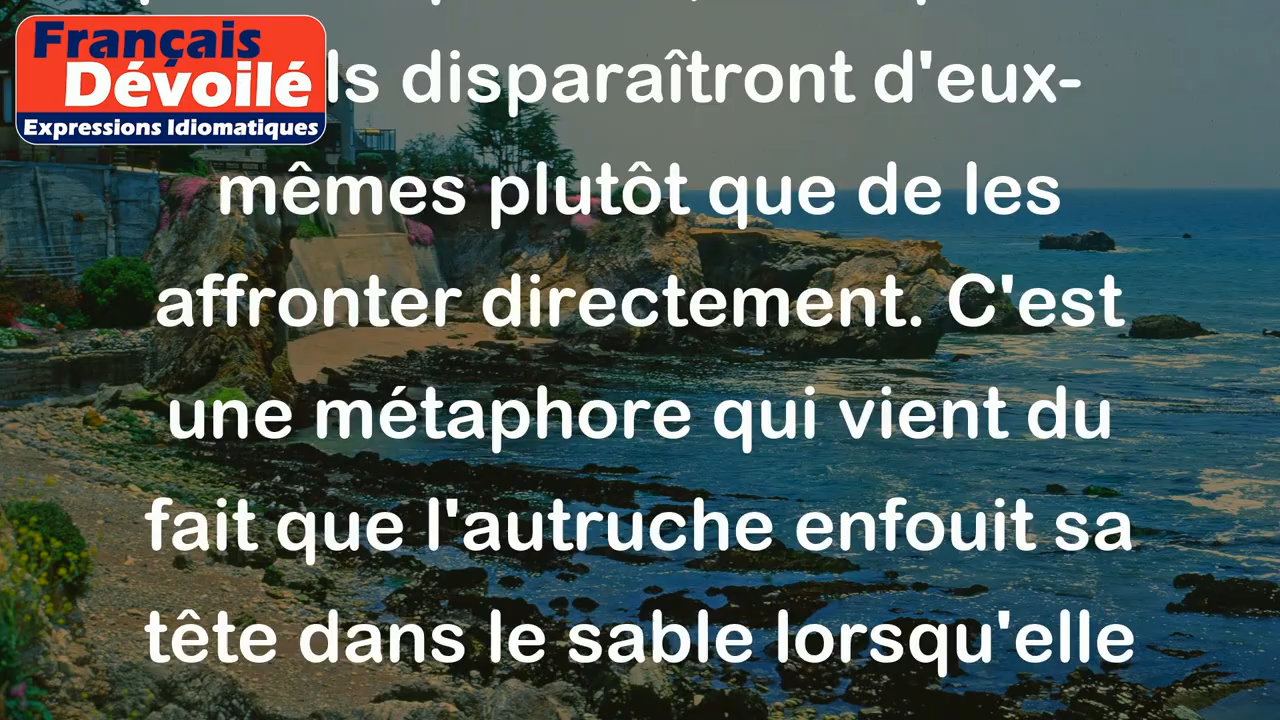 Français
Dévoilé
Expressions Idiomatiques
disparaîtront d'eux-
mêmes plutôt que de les
affronter directement. C'est
une métaphore qui vient du
fait que l'autruche enfouit sa
tête dans le sable lorsqu'elle